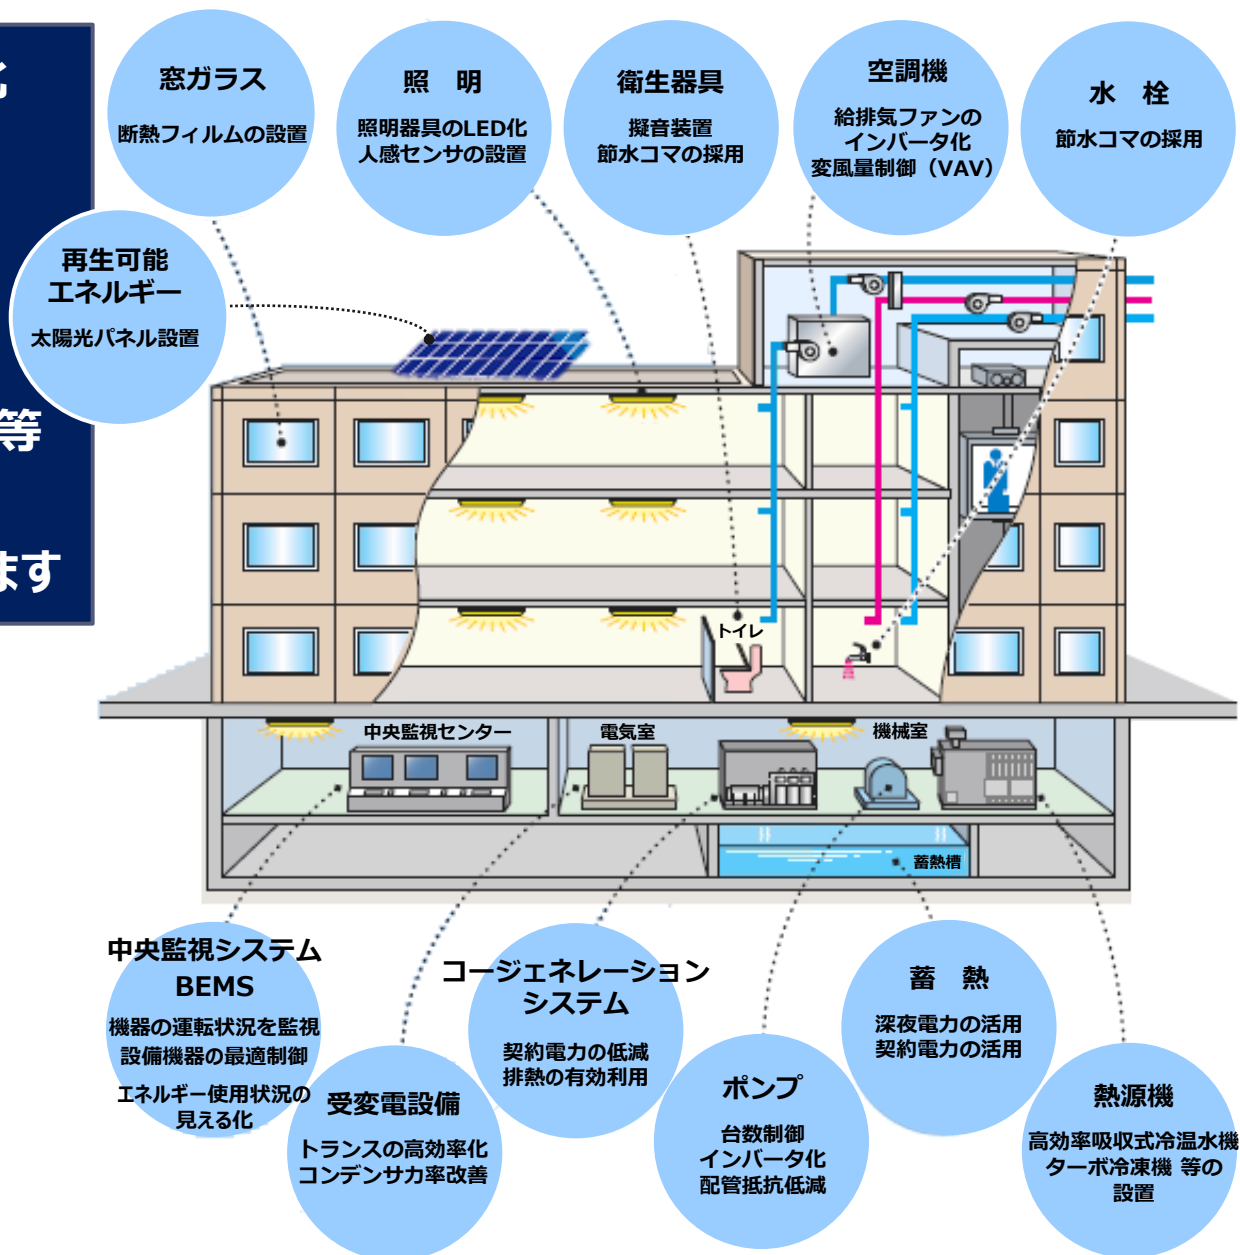 化
等
ます
窓ガラス
断熱フィルムの設置
照 明
照明器具のLED化
人感センサの設置
衛生器具
擬音装置
節水コマの採用
空調機
給排気ファンの
インバータ化
変風量制御（VAV）
水 栓
節水コマの採用
再生可能
エネルギー
太陽光パネル設置
トイレ
中央監視センター
電気室
機械室
蓄熱槽
中央監視システム
BEMS
機器の運転状況を監視
設備機器の最適制御
エネルギー使用状況の
見える化
受変電設備
トランスの高効率化
コンデンサカ率改善
コージェネレーション
システム
契約電力の低減
排熱の有効利用
ポンプ
台数制御
インバータ化
配管抵抗低減
蓄 熱
深夜電力の活用
契約電力の活用
熱源機
高効率吸収式冷温水機
ターボ冷凍機 等の
設置